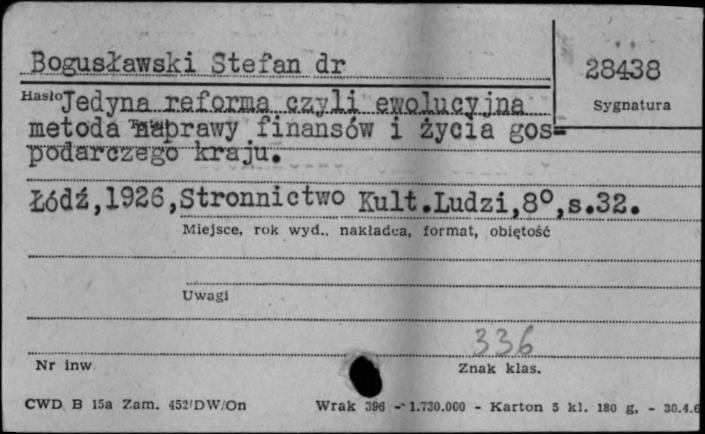 Bogusławski Stefan dr
28438
Hasło Jedyna reforma czyli ewolucyjna
Sygnatura
metoda naprawy finansów i życia gos=
podarczego kraju.
Łódź,1926,Stronnictwo Kult.Ludzi,8°,s.32.
Miejsce, rok wyd., nakładca, format, objętość
Uwagi
336
Nr inw.
Znak klas.
CWD B 15a Zam. 452/DW/On Wrak 396 - 1.730.000 - Karton 5 kl. 180 g. - 30.4.6